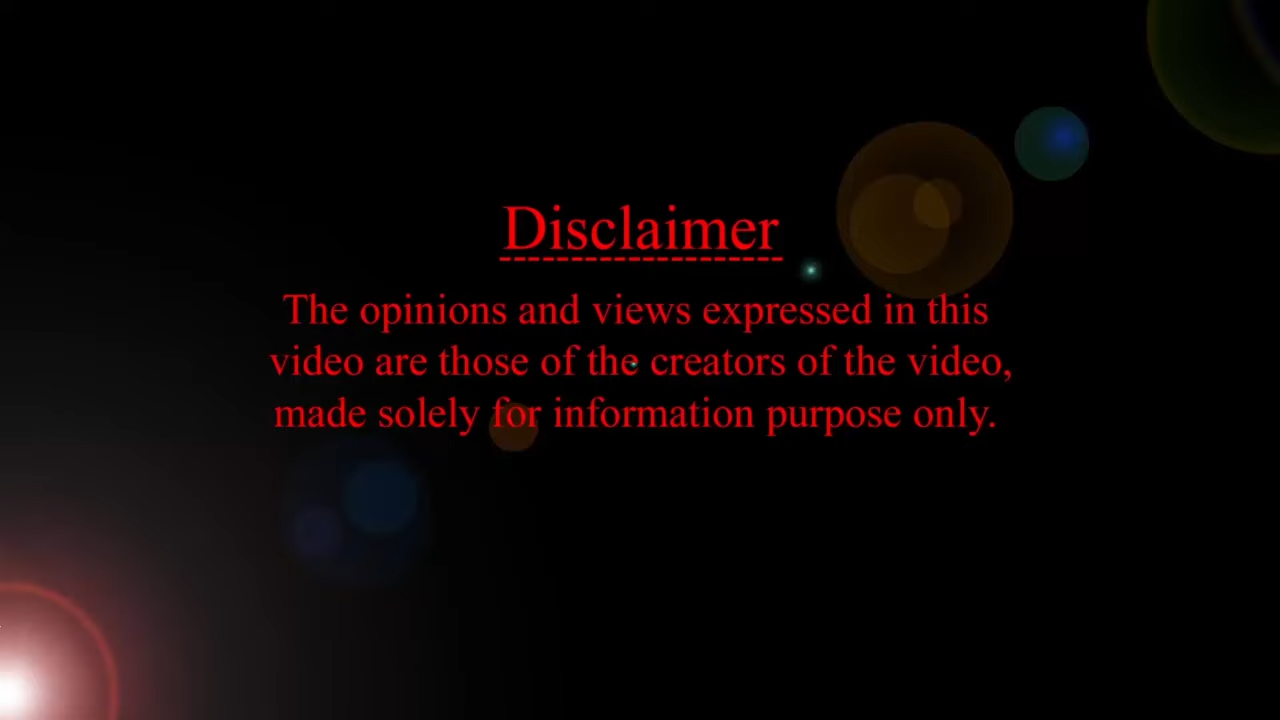 Disclaimer
The opinions and views expressed in this
video are those of the creators of the video,
made solely for information purpose only.